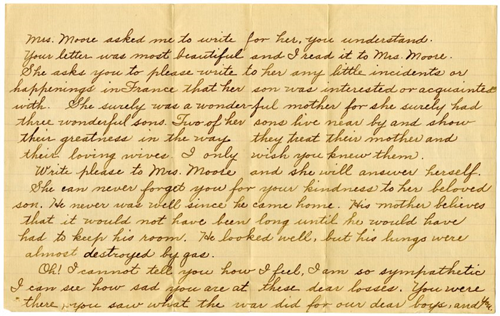 Mrs. Moore asked me to write for her, you understand.
Your letter was most beautiful and I read it to Mrs. Moore.
She asks you to please write to her any little incidents or
happenings in France that her son was interested or acquainted
with. She surely was a wonderful mother for she surely had
three wonderful sons. Two of her sons live near by and show
their greatness in the way they treat their mother and
their loving wives I only wish you knew them.
Write please to Mrs. Moore and she will answer herself.
She can never forget you for your kindness to her beloved
son. He never was well since he came home. His mother believes
that it would not have been long until he would have
had to keep his room. He looked well, but his lungs were
almost destroyed by gas.
Oh! I cannot tell you how I feel, I am so sympathetic
I can see how sad you are at these dear losses. You were
"there, you saw what the war did for our dear boys, and